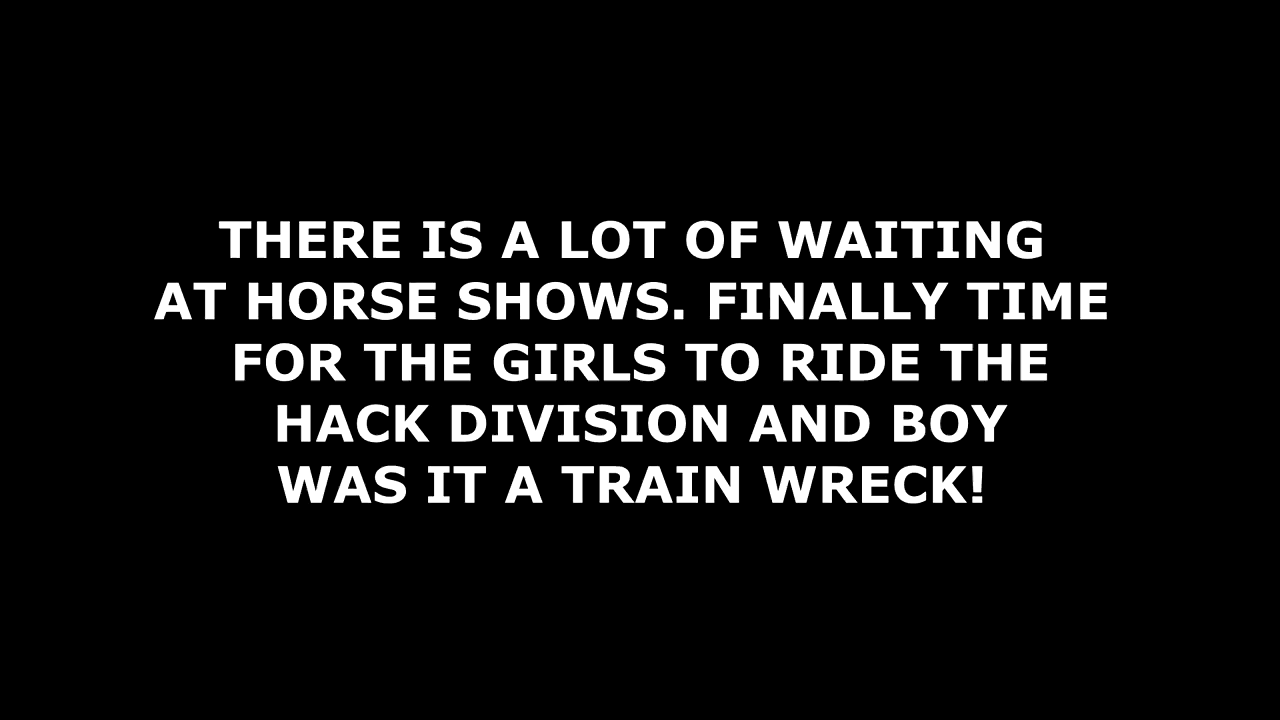 THERE IS A LOT OF WAITING
AT HORSE SHOWS. FINALLY TIME
FOR THE GIRLS TO RIDE THE
HACK DIVISION AND BOY
WAS IT A TRAIN WRECK!